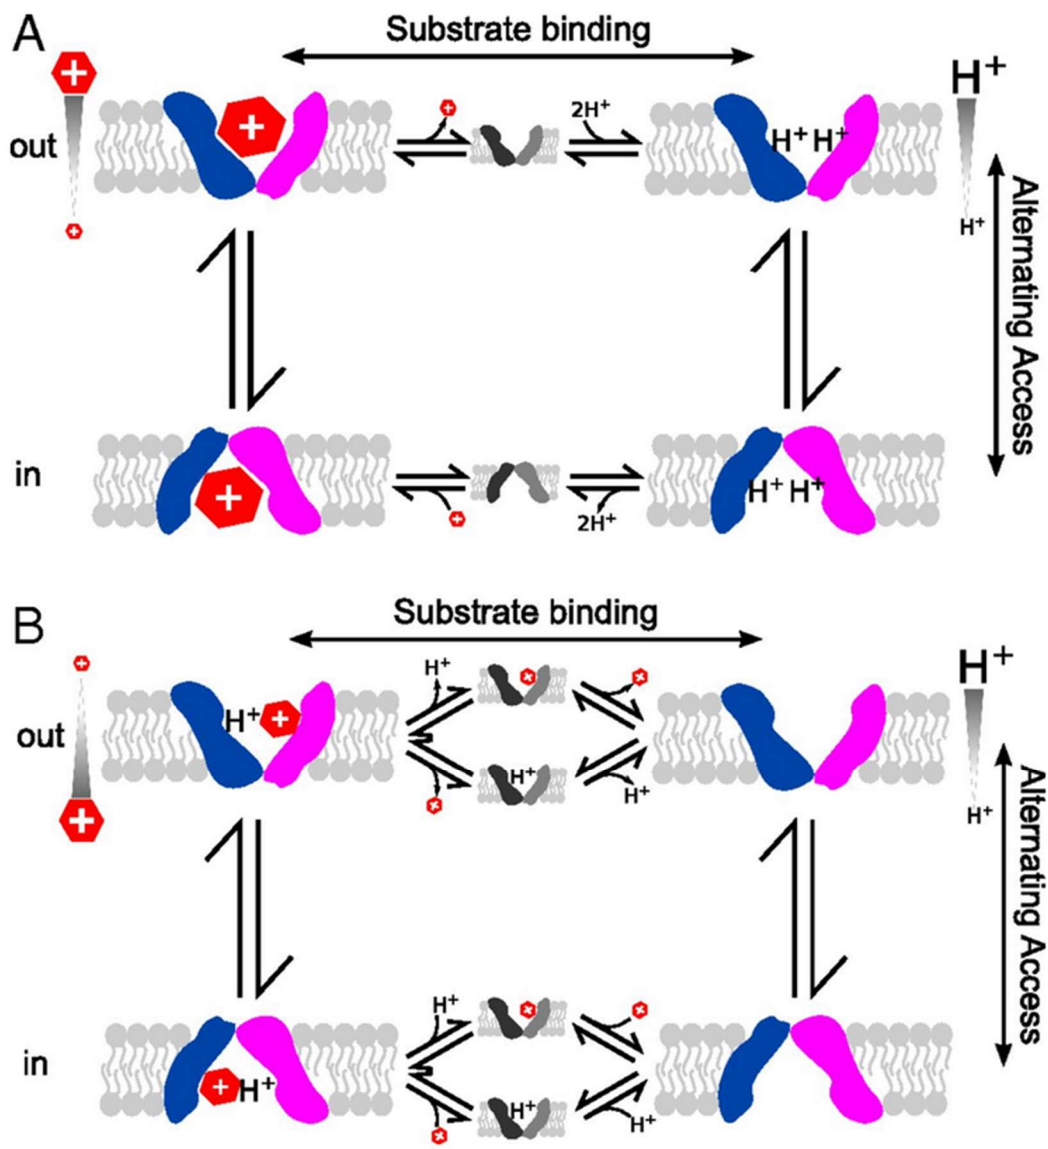 A
Substrate binding
+
H+
out
+
+
2H+
H+ H+
+
H+
Alternating Access
in
+
+
2H+
H+ H+
B
Substrate binding
+
H+
H+
+
+
out
H+ +
+
+
H+
H+
H+
Alternating Access
H+
+
+
in
+ H+
H+
+
H+